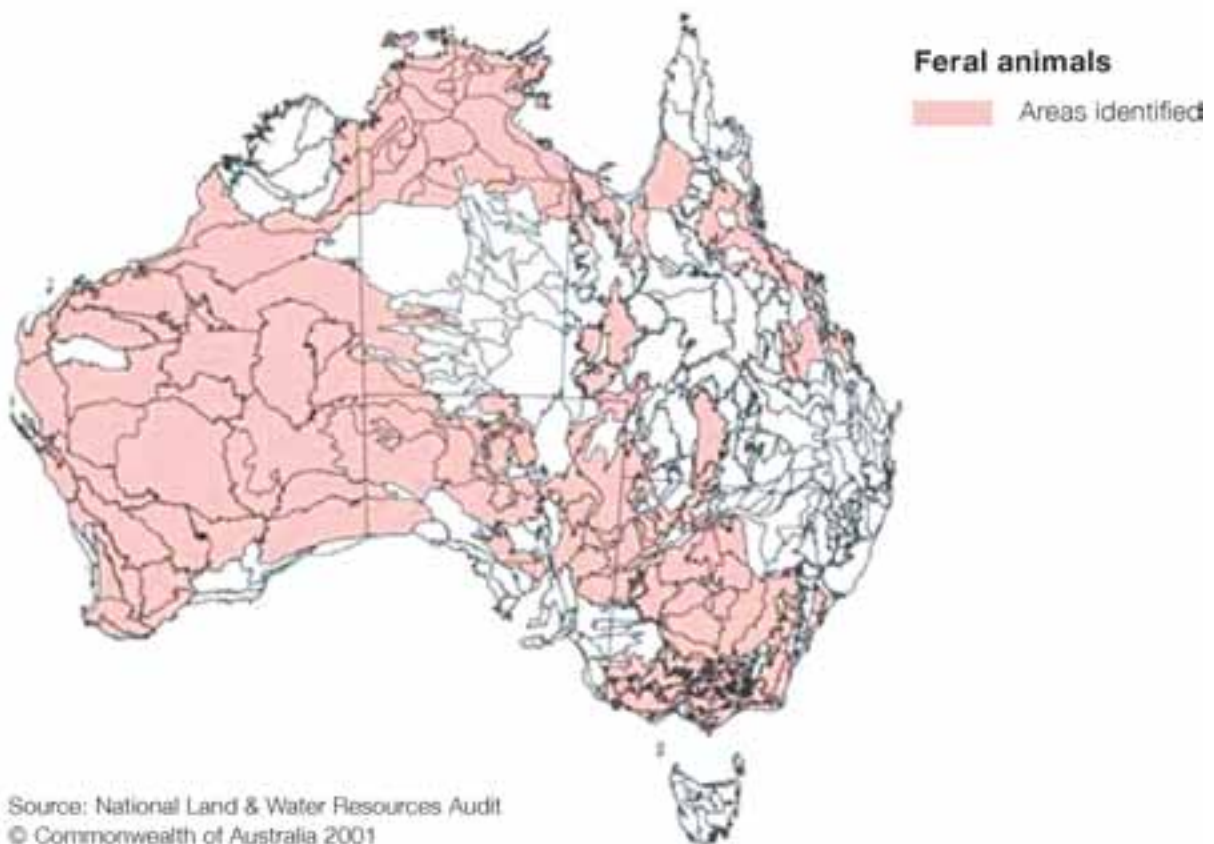 Feral animals
Areas identified
Source: National Land & Water Resources Audit
© Commonwealth of Australia 2001